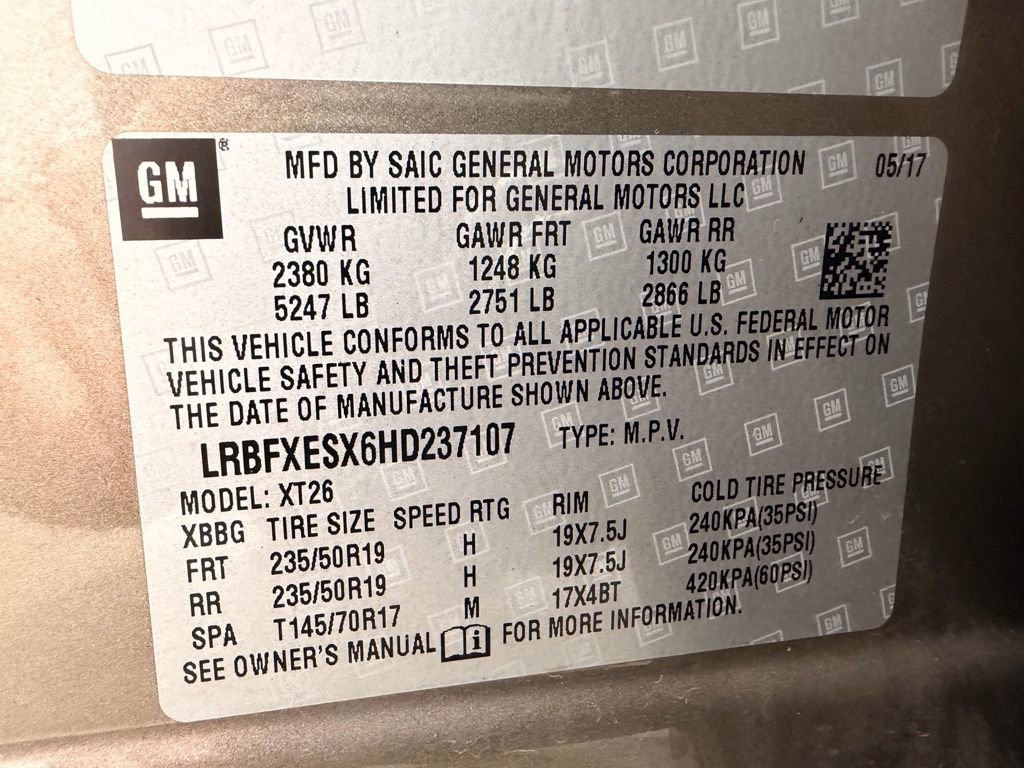 GM ®
MFD BY SAIC GENERAL MOTORS CORPORATION 05/17
LIMITED FOR GENERAL MOTORS LLC
GVWR GAWR FRT GAWR RR
2380 KG 1248 KG 1300 KG
5247 LB 2751 LB 2866 LB
THIS VEHICLE CONFORMS TO ALL APPLICABLE U.S. FEDERAL MOTOR
VEHICLE SAFETY AND THEFT PREVENTION STANDARDS IN EFFECT ON
THE DATE OF MANUFACTURE SHOWN ABOVE.
LRBFXESX6HD237107 TYPE: M.P.V.
MODEL: XT26
XBBG TIRE SIZE SPEED RTG RIM COLD TIRE PRESSURE
FRT 235/50R19 H 19X7.5J 240KPA(35PSI)
RR 235/50R19 H 19X7.5J 240KPA(35PSI)
SPA T145/70R17 M 17X4BT 420KPA(60PSI)
SEE OWNER'S MANUAL i FOR MORE INFORMATION.